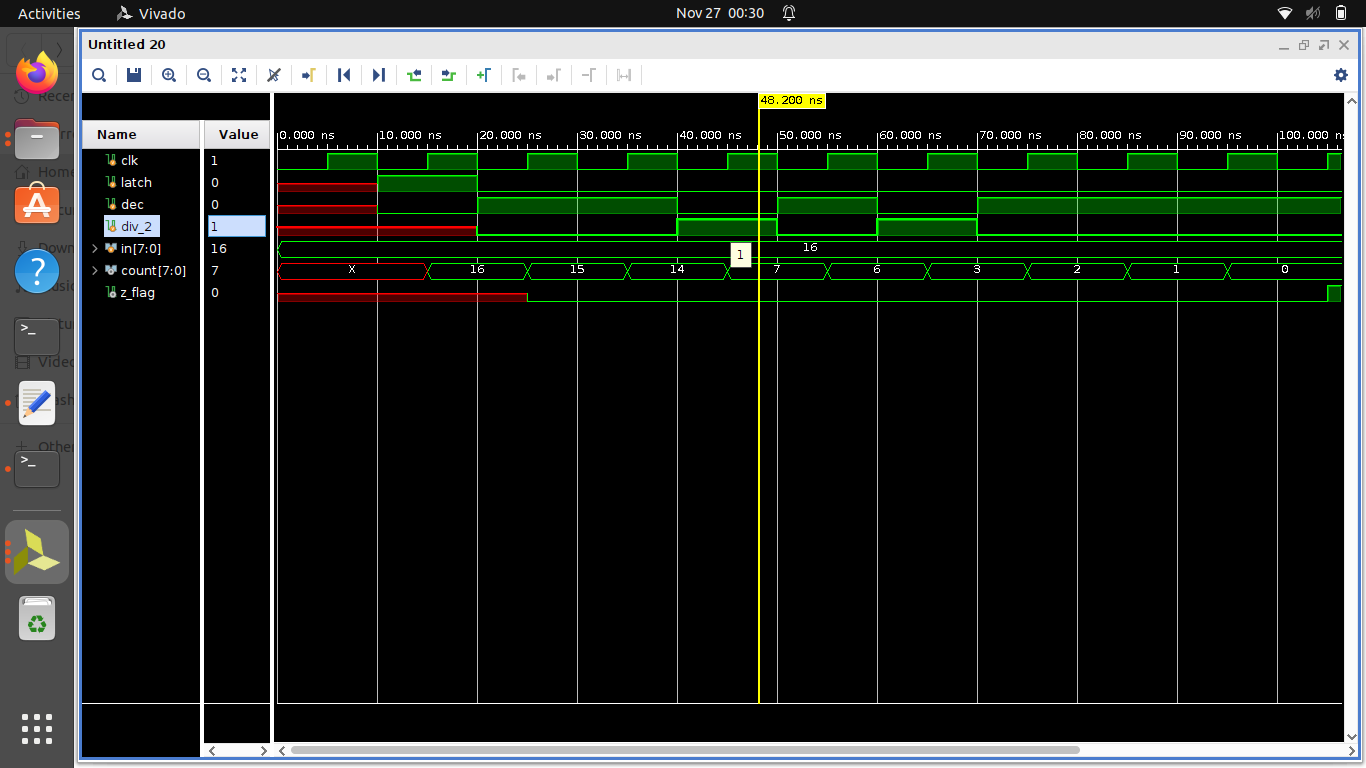 Activities Vivado Nov 27 00:30
Untitled 20
48.200 ns
Name Value 0.000 ns 10.000 ns 20.000 ns 30.000 ns 40.000 ns 50.000 ns 60.000 ns 70.000 ns 80.000 ns 90.000 ns 100.000
clk 1
latch 0
dec 0
div_2 1
in[7:0] 16 16
1
count[7:0] 7 X 16 15 14 7 6 3 2 1 0
z_flag 0